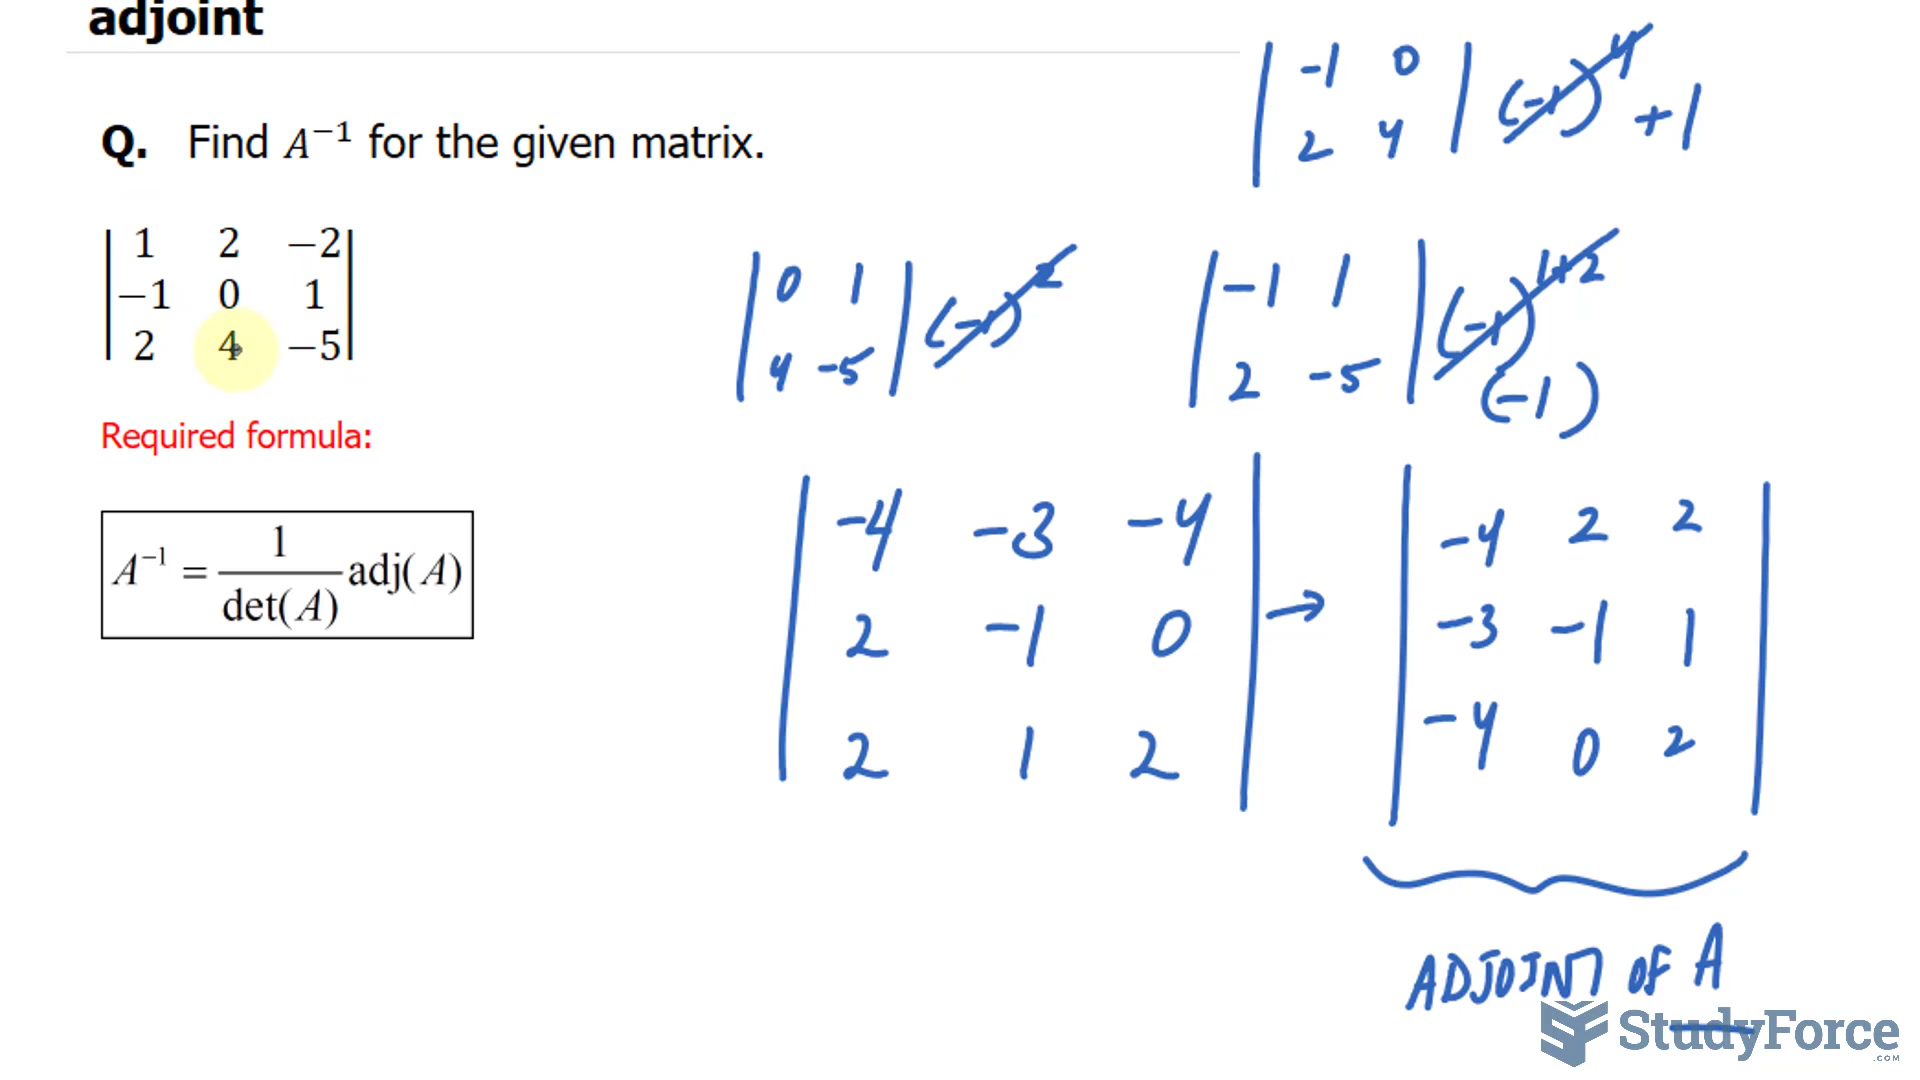 adjoint
Q. Find A⁻¹ for the given matrix.
1 2 −2
−1 0 1
2 4 −5
Required formula:
A⁻¹ = 1/det(A) adj(A)
| -1 0 | (-1)⁴ +1
| 2 4 |
| 0 1 | (-1)²
| 4 -5 |
| -1 1 | (-1)¹⁺²
| 2 -5 | (-1)
| -4 -3 -4 | → | -4 2 2 |
| 2 -1 0 | | -3 -1 1 |
| 2 1 2 | | -4 0 2 |
ADJOINT OF A
StudyForce
.COM